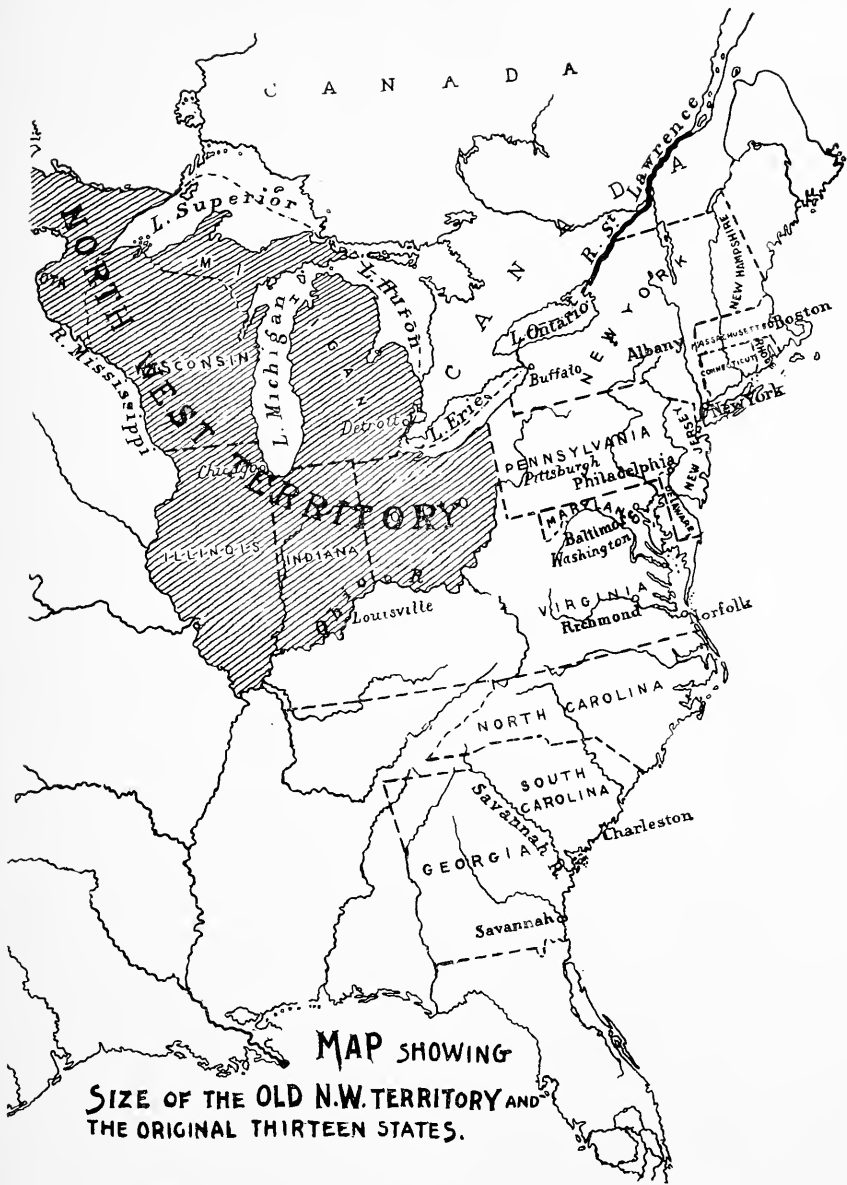 CANADA
L. Superior
NORTH WEST TERRITORY
OTA
MICHIGAN
L. Huron
CANADA
R. St. Lawrence
L. Ontario
NEW YORK
NEW HAMPSHIRE
Boston
MASSACHUSETTS
Albany
CONNECTICUT
R. Mississippi
WISCONSIN
L. Michigan
Detroit
L. Erie
Buffalo
New York
NEW JERSEY
PENNSYLVANIA
Pittsburgh
Philadelphia
Chicago
MARYLAND
DELAWARE
Baltimore
Washington
ILLINOIS
INDIANA
Ohio R
Louisville
VIRGINIA
Richmond
Norfolk
NORTH CAROLINA
SOUTH
CAROLINA
Savannah R.
Charleston
GEORGIA
Savannah
MAP SHOWING
SIZE OF THE OLD N.W. TERRITORY AND
THE ORIGINAL THIRTEEN STATES.